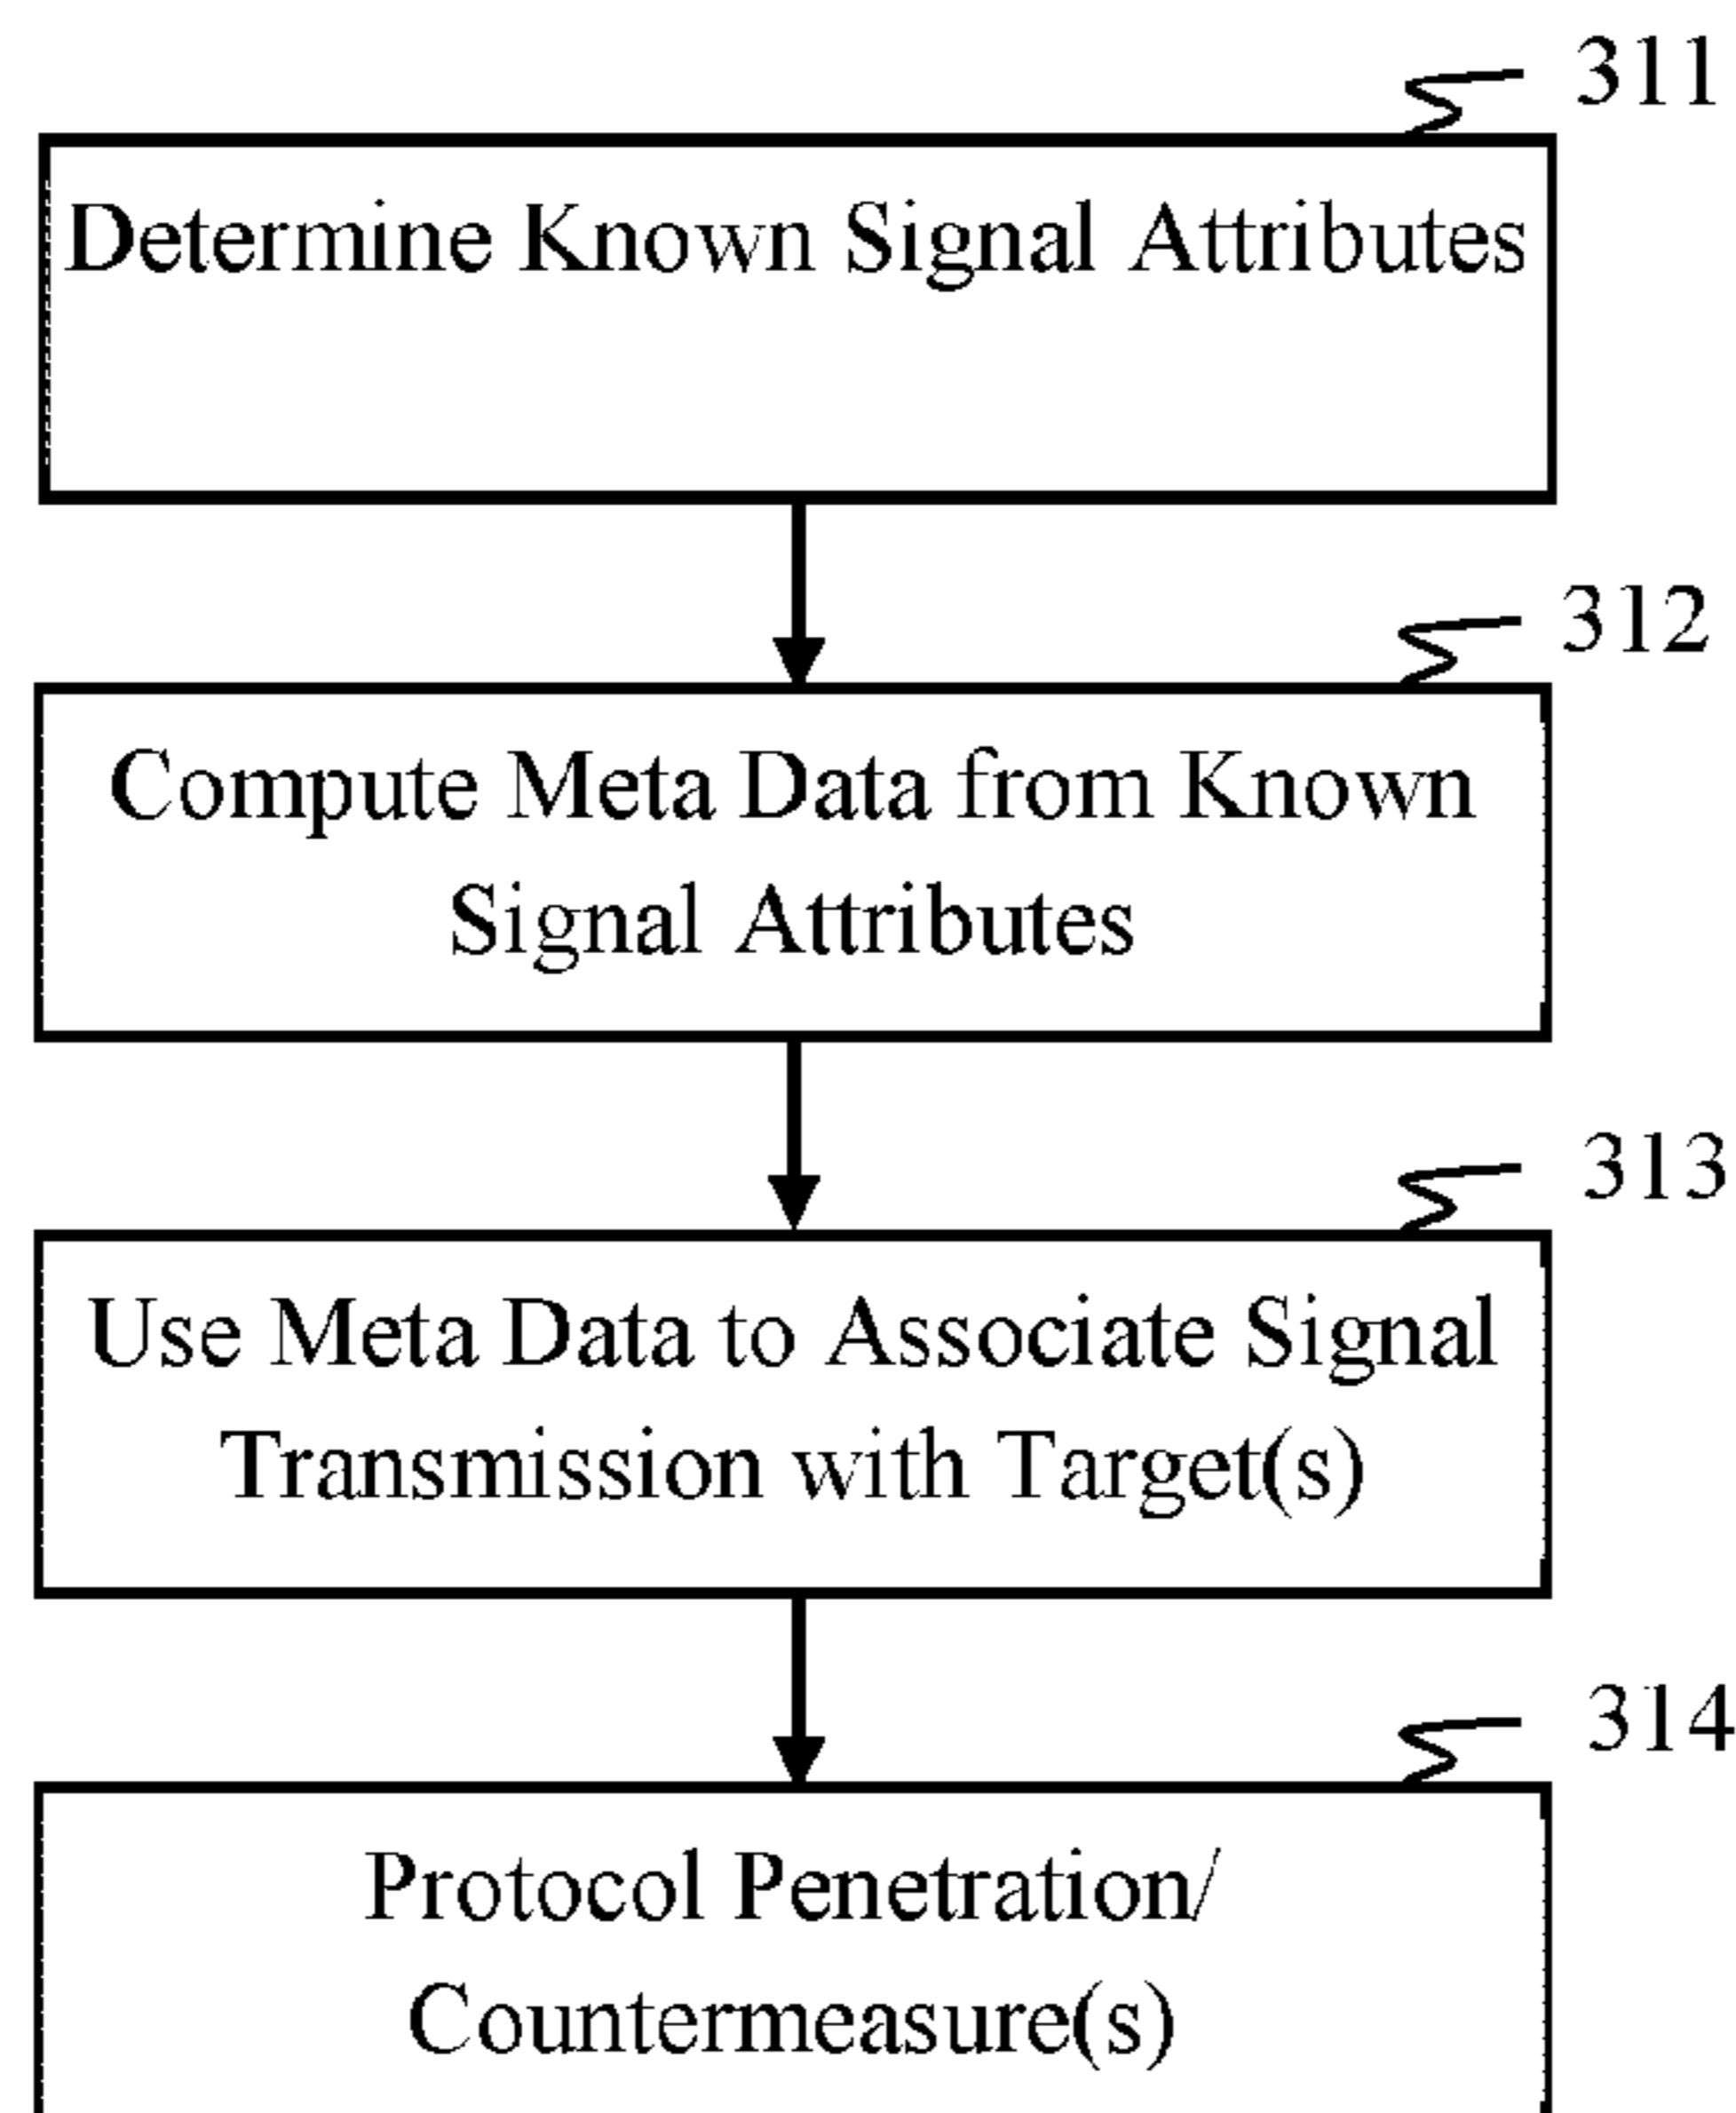 311
Determine Known Signal Attributes
312
Compute Meta Data from Known
Signal Attributes
313
Use Meta Data to Associate Signal
Transmission with Target(s)
314
Protocol Penetration/
Countermeasure(s)